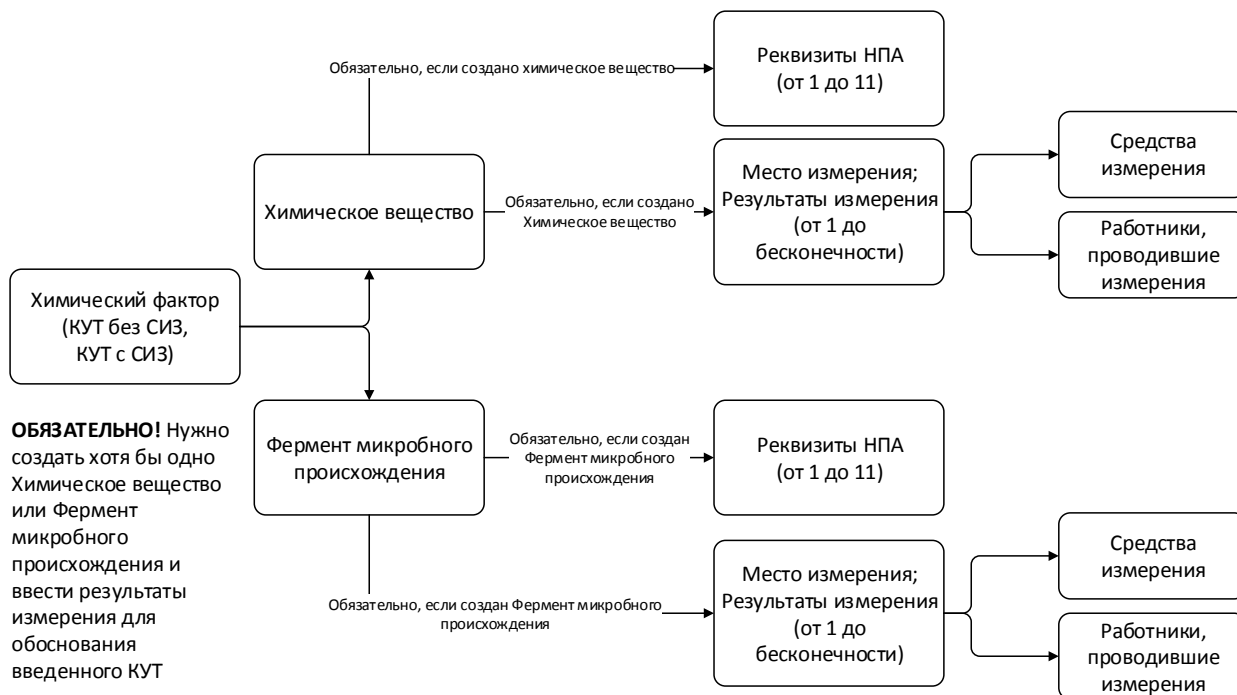 Реквизиты НПА
(от 1 до 11)
Обязательно, если создано химическое вещество
Средства
измерения
Место измерения;
Результаты измерения
(от 1 до
бесконечности)
Химическое вещество
Обязательно, если создано
Химическое вещество
Работники,
проводившие
измерения
Химический фактор
(КУТ без СИЗ,
КУТ с СИЗ)
ОБЯЗАТЕЛЬНО! Нужно
создать хотя бы одно
Химическое вещество
или Фермент
микробного
происхождения и
ввести результаты
измерения для
обоснования
введенного КУТ
Фермент микробного
происхождения
Обязательно, если создан
Фермент микробного
происхождения
Реквизиты НПА
(от 1 до 11)
Средства
измерения
Место измерения;
Результаты измерения
(от 1 до
бесконечности)
Обязательно, если создан Фермент микробного
происхождения
Работники,
проводившие
измерения